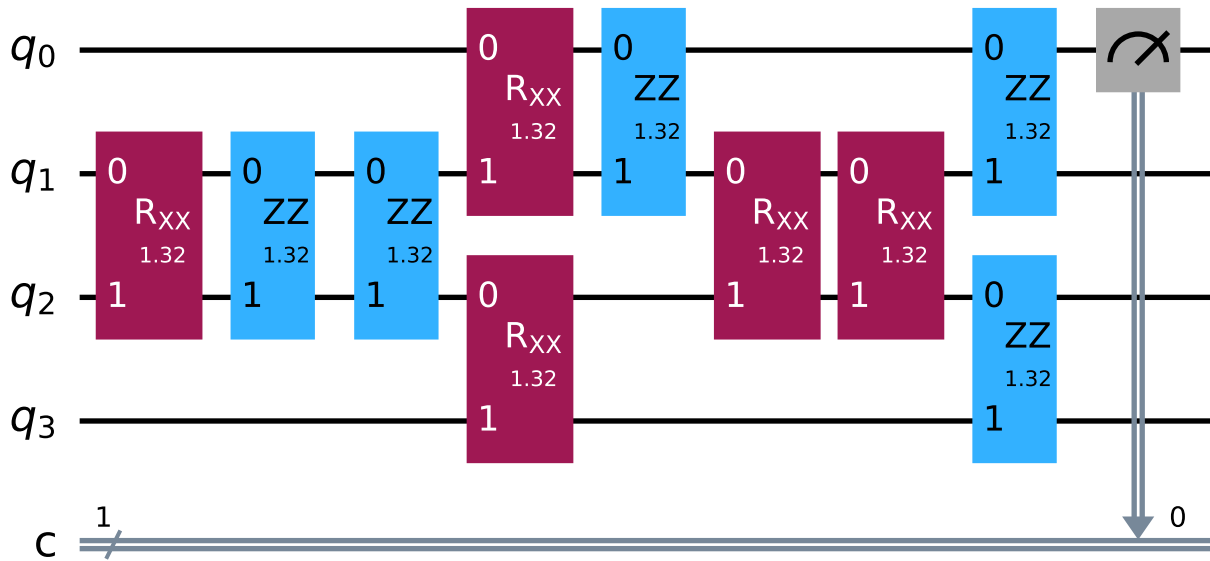 q0 0 0 0
RXX ZZ ZZ
1.32 1.32 1.32
q1 0 0 0 1 1 0 0 1
RXX ZZ ZZ RXX RXX
1.32 1.32 1.32 1.32 1.32
q2 1 1 1 0 1 1 0
RXX ZZ
1.32 1.32
q3 1 1
1 0
c